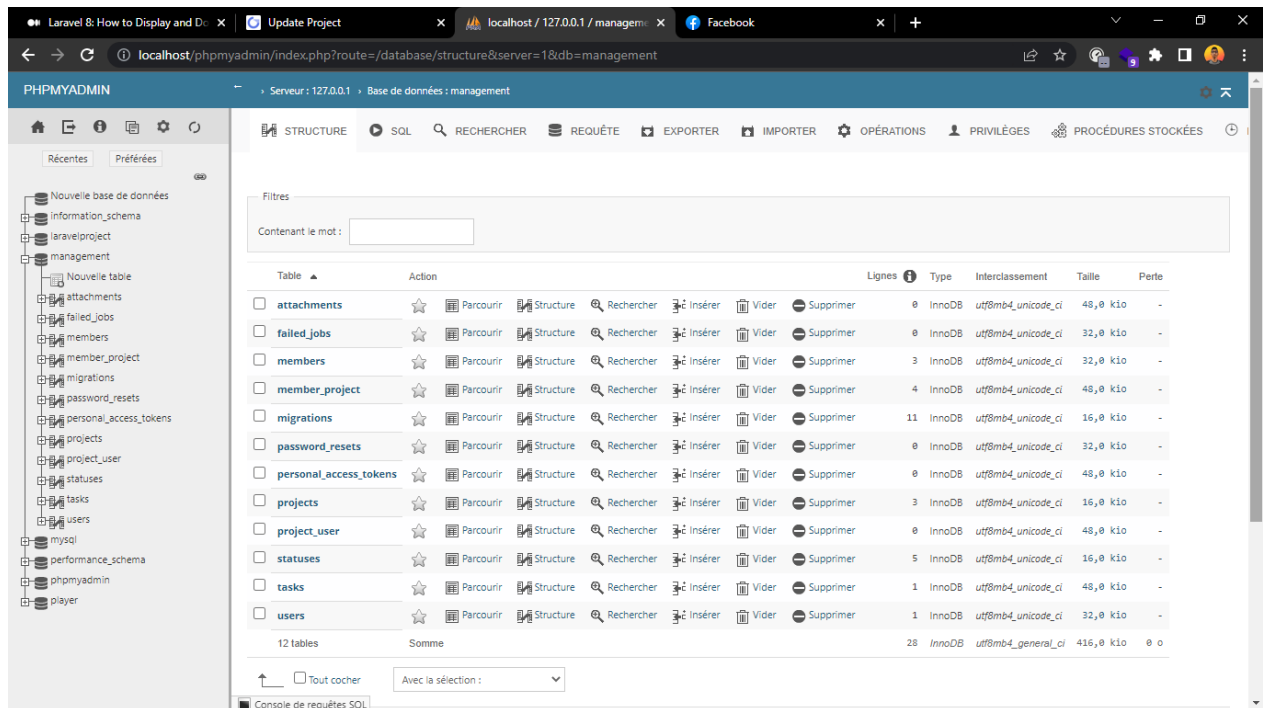 Laravel 8: How to Display and Do Update Project localhost / 127.0.0.1 / manageme Facebook
localhost/phpmyadmin/index.php?route=/database/structure&server=1&db=management
9
PHPMYADMIN
Serveur : 127.0.0.1 Base de données : management
STRUCTURE SQL RECHERCHER REQUÊTE EXPORTER IMPORTER OPÉRATIONS PRIVILÈGES PROCÉDURES STOCKÉES
Récentes Préférées
Nouvelle base de données
information_schema
laravelproject
management
Nouvelle table
attachments
failed_jobs
members
member_project
migrations
password_resets
personal_access_tokens
projects
project_user
statuses
tasks
users
mysql
performance_schema
phpmyadmin
player
Filtres
Contenant le mot :
Table Action Lignes Type Interclassement Taille Perte
attachments Parcourir Structure Rechercher Insérer Vider Supprimer 0 InnoDB utf8mb4_unicode_ci 48,0 kio -
failed_jobs Parcourir Structure Rechercher Insérer Vider Supprimer 0 InnoDB utf8mb4_unicode_ci 32,0 kio -
members Parcourir Structure Rechercher Insérer Vider Supprimer 3 InnoDB utf8mb4_unicode_ci 32,0 kio -
member_project Parcourir Structure Rechercher Insérer Vider Supprimer 4 InnoDB utf8mb4_unicode_ci 48,0 kio -
migrations Parcourir Structure Rechercher Insérer Vider Supprimer 11 InnoDB utf8mb4_unicode_ci 16,0 kio -
password_resets Parcourir Structure Rechercher Insérer Vider Supprimer 0 InnoDB utf8mb4_unicode_ci 32,0 kio -
personal_access_tokens Parcourir Structure Rechercher Insérer Vider Supprimer 0 InnoDB utf8mb4_unicode_ci 48,0 kio -
projects Parcourir Structure Rechercher Insérer Vider Supprimer 3 InnoDB utf8mb4_unicode_ci 16,0 kio -
project_user Parcourir Structure Rechercher Insérer Vider Supprimer 0 InnoDB utf8mb4_unicode_ci 48,0 kio -
statuses Parcourir Structure Rechercher Insérer Vider Supprimer 5 InnoDB utf8mb4_unicode_ci 16,0 kio -
tasks Parcourir Structure Rechercher Insérer Vider Supprimer 1 InnoDB utf8mb4_unicode_ci 48,0 kio -
users Parcourir Structure Rechercher Insérer Vider Supprimer 1 InnoDB utf8mb4_unicode_ci 32,0 kio -
12 tables Somme 28 InnoDB utf8mb4_general_ci 416,0 kio 0 o
Tout cocher Avec la sélection :
Console de requêtes SQL